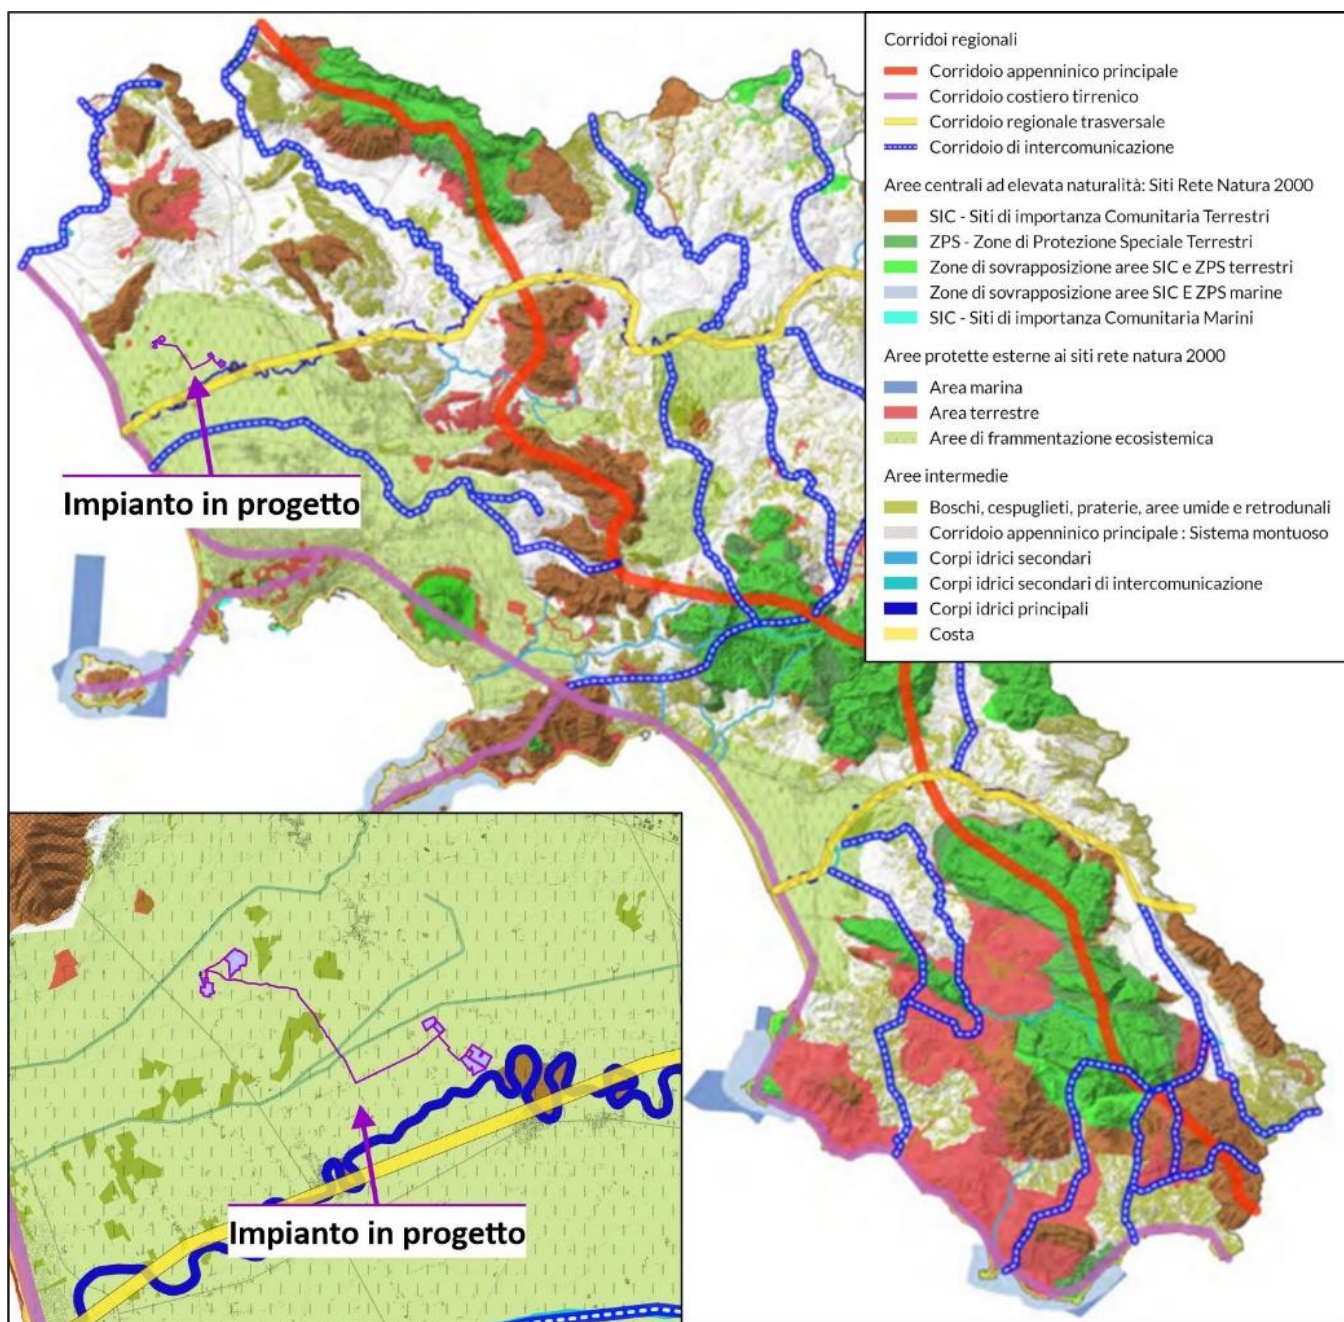 Corridoi regionali
Corridoio appenninico principale
Corridoio costiero tirrenico
Corridoio regionale trasversale
Corridoio di intercomunicazione
Aree centrali ad elevata naturalità: Siti Rete Natura 2000
SIC - Siti di importanza Comunitaria Terrestri
ZPS - Zone di Protezione Speciale Terrestri
Zone di sovrapposizione aree SIC e ZPS terrestri
Zone di sovrapposizione aree SIC E ZPS marine
SIC - Siti di importanza Comunitaria Marini
Aree protette esterne ai siti rete natura 2000
Area marina
Area terrestre
Aree di frammentazione ecosistemica
Aree intermedie
Boschi, cespuglieti, praterie, aree umide e retrodunali
Corridoio appenninico principale : Sistema montuoso
Corpi idrici secondari
Corpi idrici secondari di intercomunicazione
Corpi idrici principali
Costa
Impianto in progetto
Impianto in progetto